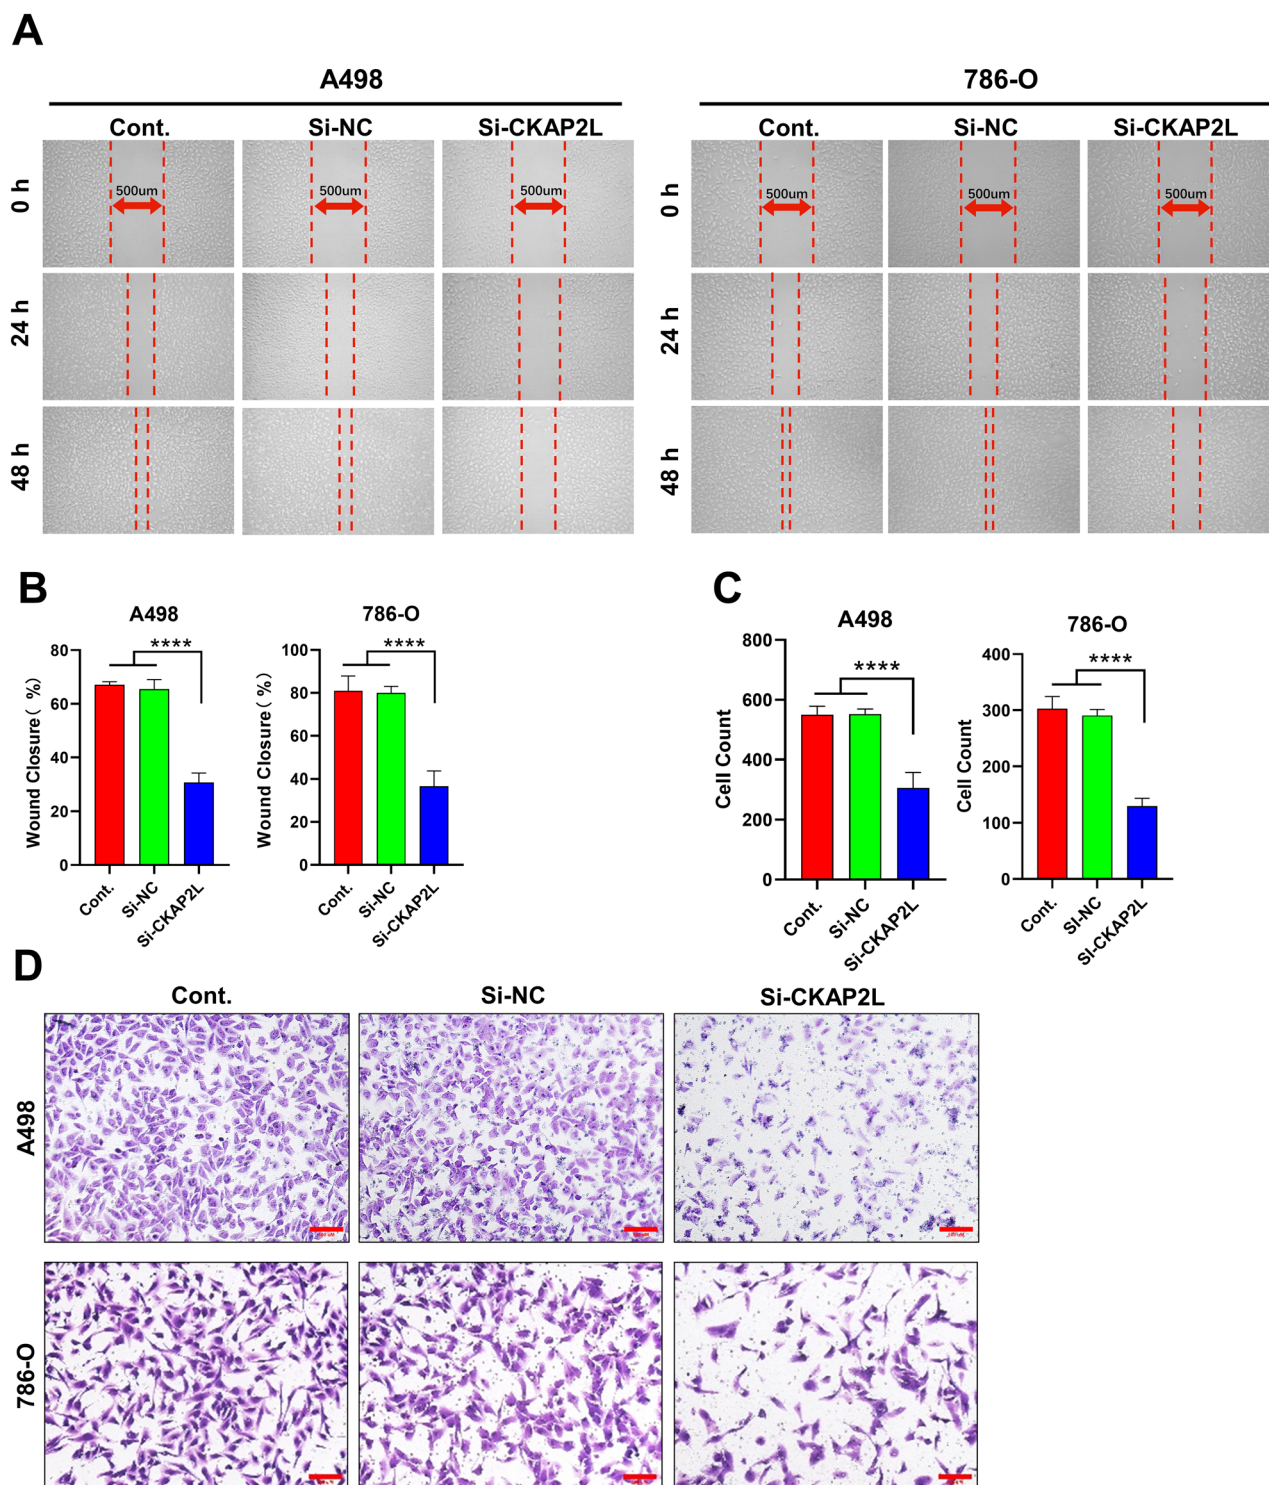 A
A498
786-O
Cont.
Si-NC
Si-CKAP2L
Cont.
Si-NC
Si-CKAP2L
0 h
500um
500um
500um
0 h
500um
500um
500um
24 h
24 h
48 h
48 h
B
A498
Wound Closure( %)
80
60
40
20
0
****
Cont.
Si-NC
Si-CKAP2L
786-O
Wound Closure( %)
100
80
60
40
20
0
****
Cont.
Si-NC
Si-CKAP2L
C
A498
Cell Count
800
600
400
200
0
****
Cont.
Si-NC
Si-CKAP2L
786-O
Cell Count
400
300
200
100
0
****
Cont.
SI-NC
SI-CKAP2L
D
Cont.
Si-NC
Si-CKAP2L
A498
786-O